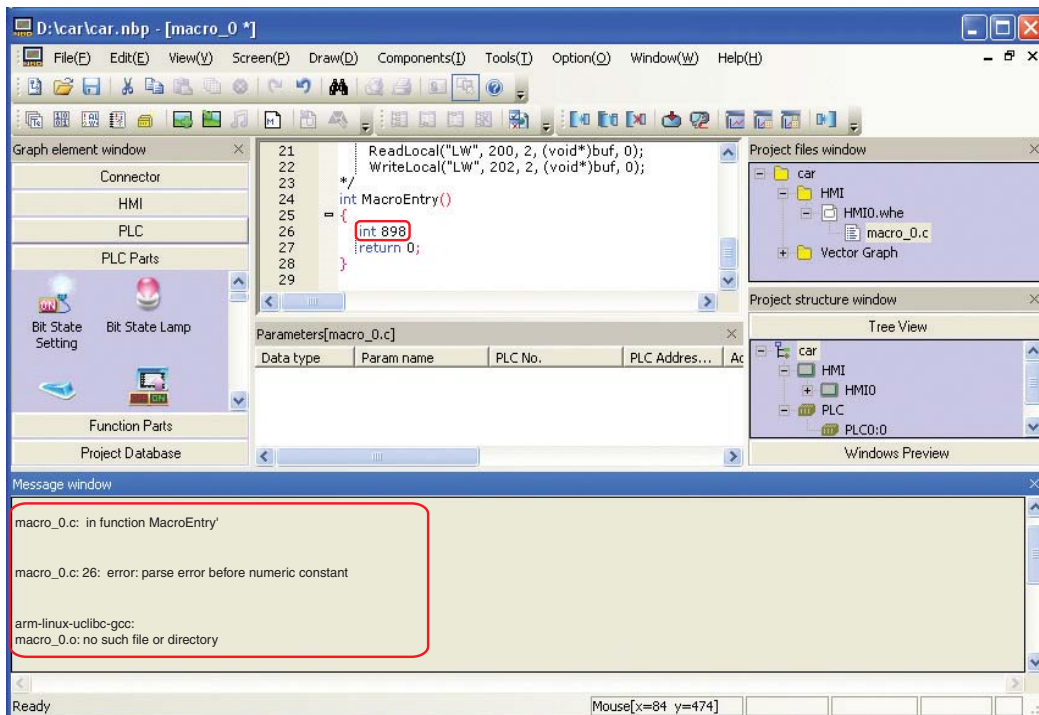 D:\car\car.nbp - [macro_0 *]
File(F) Edit(E) View(V) Screen(P) Draw(D) Components(I) Tools(T) Option(O) Window(W) Help(H)
Graph element window
Connector
HMI
PLC
PLC Parts
Bit State Setting
Bit State Lamp
Function Parts
Project Database
21 ReadLocal("LW", 200, 2, (void*)buf, 0);
22 WriteLocal("LW", 202, 2, (void*)buf, 0);
23 */
24 int MacroEntry()
25 {
26 int 898
27 return 0;
28 }
29
Parameters[macro_0.c]
Data type Param name PLC No. PLC Addres... Ac
Project files window
car
HMI
HMI0.whe
macro_0.c
Vector Graph
Project structure window
Tree View
car
HMI
HMI0
PLC
PLC0:0
Windows Preview
Message window
macro_0.c: in function MacroEntry'
macro_0.c: 26: error: parse error before numeric constant
arm-linux-uclibc-gcc:
macro_0.o: no such file or directory
Ready
Mouse[x=84 y=474]